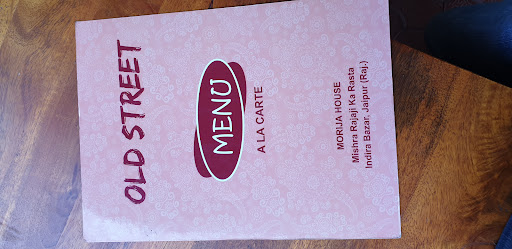 OLD STREET
MENU
A LA CARTE
MORIJA HOUSE
Mishra Rajaji Ka Rasta
Indira Bazar, Jaipur (Raj.)